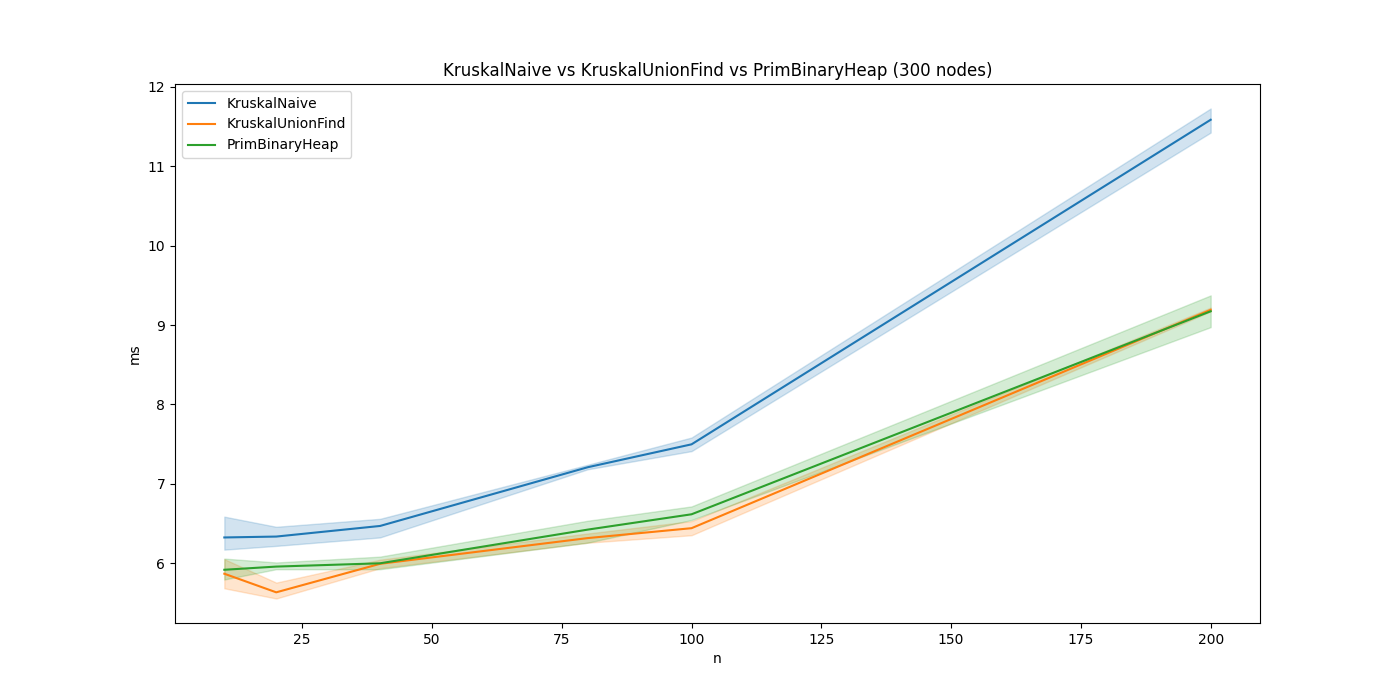 KruskalNaive vs KruskalUnionFind vs PrimBinaryHeap (300 nodes)
KruskalNaive
KruskalUnionFind
PrimBinaryHeap
12
11
10
9
8
7
6
ms
25 50 75 100 125 150 175 200
n